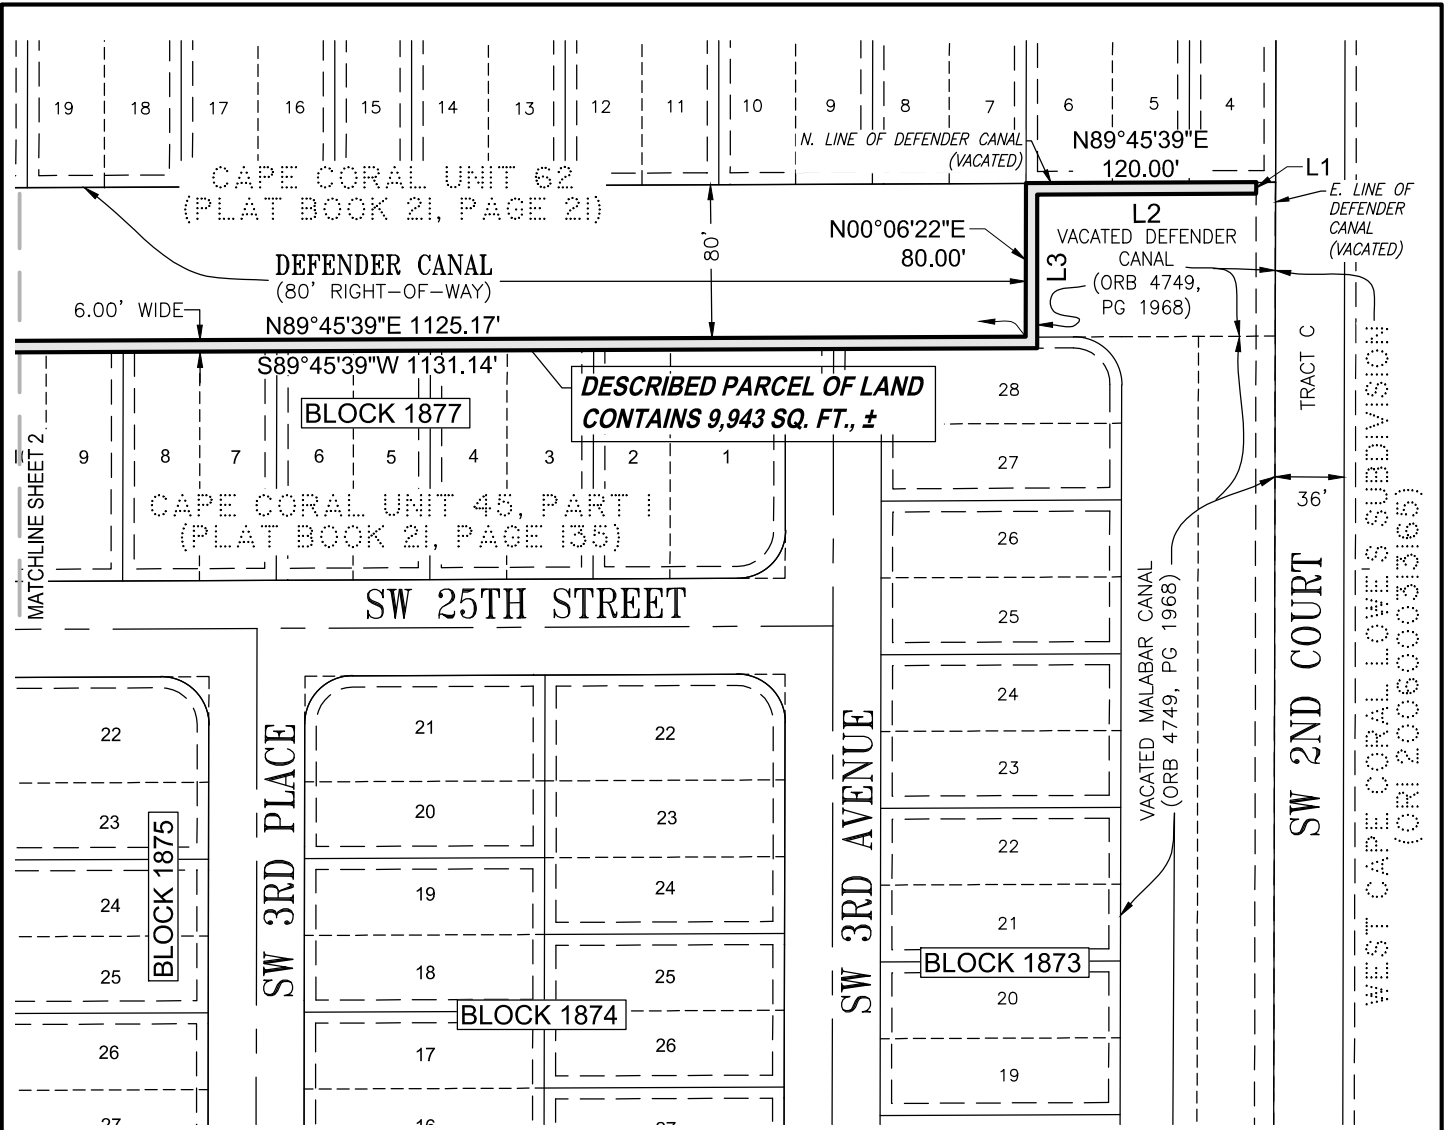 19
18
17
16
15
14
13
12
11
10
9
8
7
6
5
4
N. LINE OF DEFENDER CANAL
(VACATED)
N89°45'39"E
120.00'
L1
E. LINE OF
DEFENDER
CANAL
(VACATED)
CAPE CORAL UNIT 62
(PLAT BOOK 21, PAGE 21)
L2
VACATED DEFENDER
CANAL
(ORB 4749,
PG 1968)
N00°06'22"E
80.00'
80'
L3
DEFENDER CANAL
(80' RIGHT-OF-WAY)
6.00' WIDE
N89°45'39"E 1125.17'
S89°45'39"W 1131.14'
DESCRIBED PARCEL OF LAND
CONTAINS 9,943 SQ. FT., ±
BLOCK 1877
TRACT C
MATCHLINE SHEET 2
9
8
7
6
5
4
3
2
1
CAPE CORAL UNIT 45, PART 1
(PLAT BOOK 21, PAGE 135)
28
27
26
25
24
23
22
21
20
19
36'
SW 25TH STREET
SW 2ND COURT
WEST CAPE CORAL LOWE'S SUBDIVISION
(ORI 2006000313165)
VACATED MALABAR CANAL
(ORB 4749, PG 1968)
22
23
24
25
26
27
BLOCK 1875
SW 3RD PLACE
21
20
19
18
17
16
22
23
24
25
26
27
BLOCK 1874
SW 3RD AVENUE
BLOCK 1873